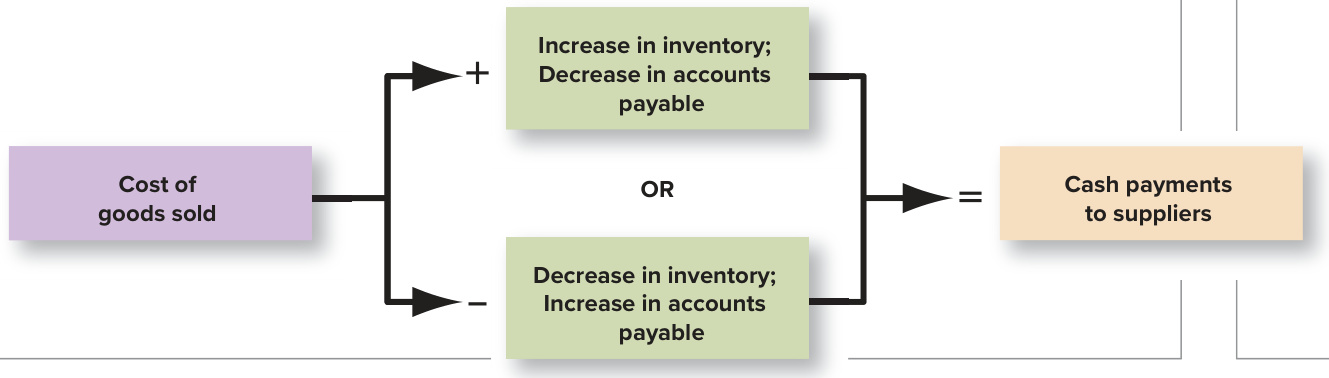 Cost of
goods sold
+
Increase in inventory;
Decrease in accounts
payable
OR
–
Decrease in inventory;
Increase in accounts
payable
=
Cash payments
to suppliers